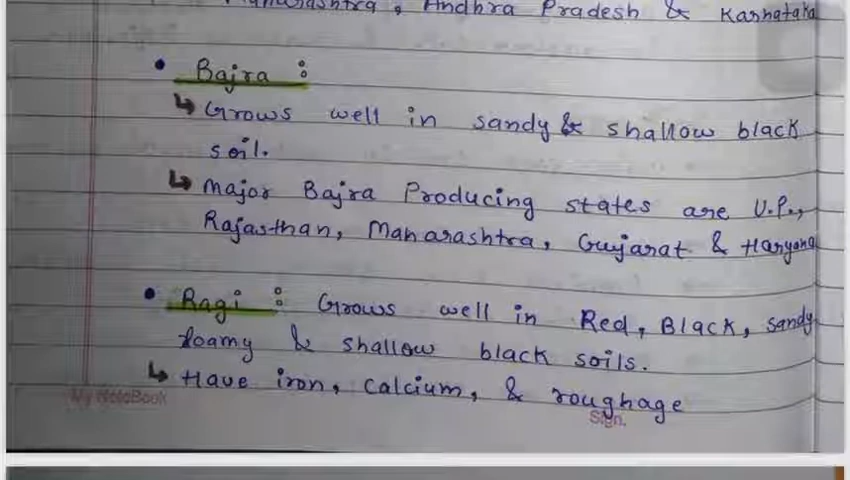 Maharashtra, Andhra Pradesh & Karnataka
• Bajra :
↳ Grows well in sandy & shallow black
soil.
↳ Major Bajra Producing states are U.P.,
Rajasthan, Maharashtra, Gujarat & Haryana
• Ragi : Grows well in Red, Black, sandy
loamy & shallow black soils.
↳ Have iron, calcium, & roughage
My NoteBook
Sign.